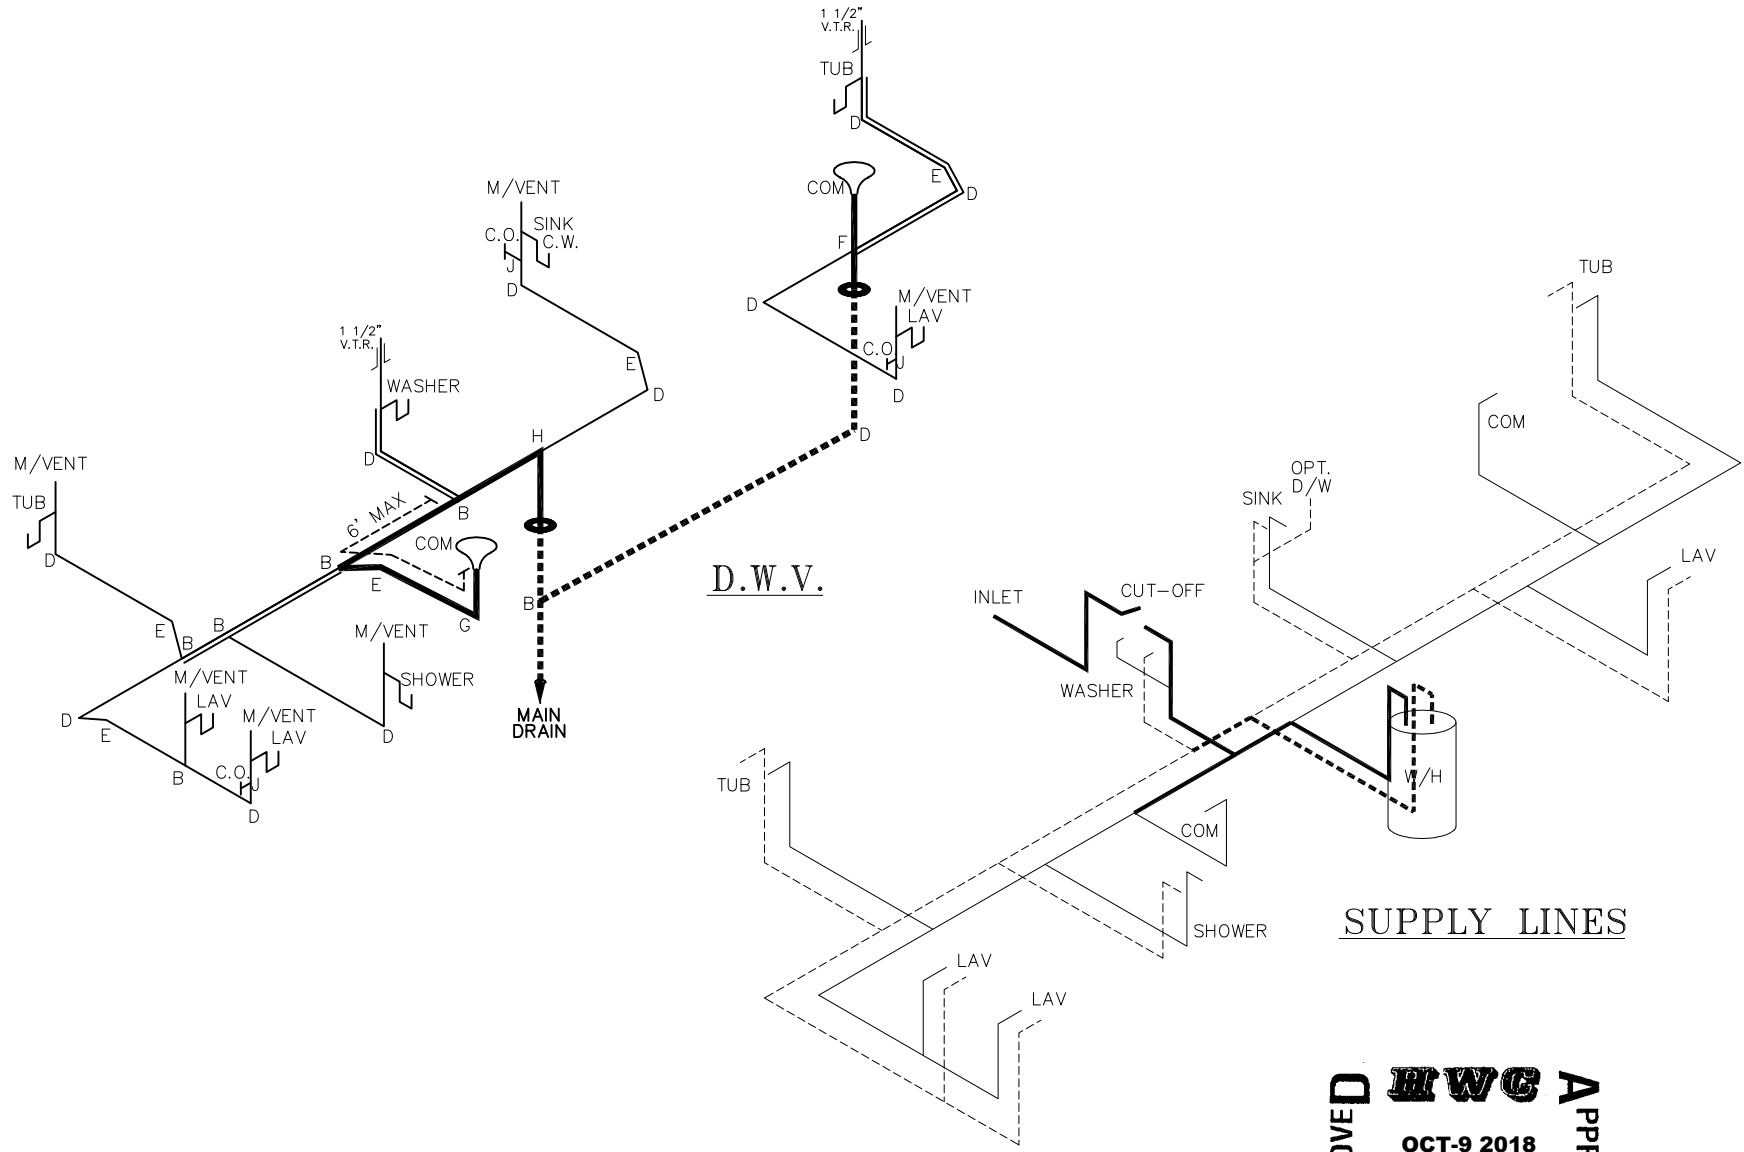 1 1/2"
V.T.R.
TUB
D
E
D
COM
F
D
M/VENT
LAV
C.O.
J
D
D
M/VENT
SINK
C.O.
C.W.
J
D
E
D
1 1/2"
V.T.R.
WASHER
D
H
6' MAX
B
COM
B
E
G
B
D.W.V.
M/VENT
TUB
D
E
B
B
M/VENT
SHOWER
D
M/VENT
LAV
M/VENT
LAV
D
E
B
C.O.
J
D
MAIN
DRAIN
TUB
COM
OPT.
D/W
SINK
LAV
INLET
CUT-OFF
WASHER
W/H
TUB
COM
SHOWER
LAV
LAV
SUPPLY LINES
HWC
OCT-9 2018